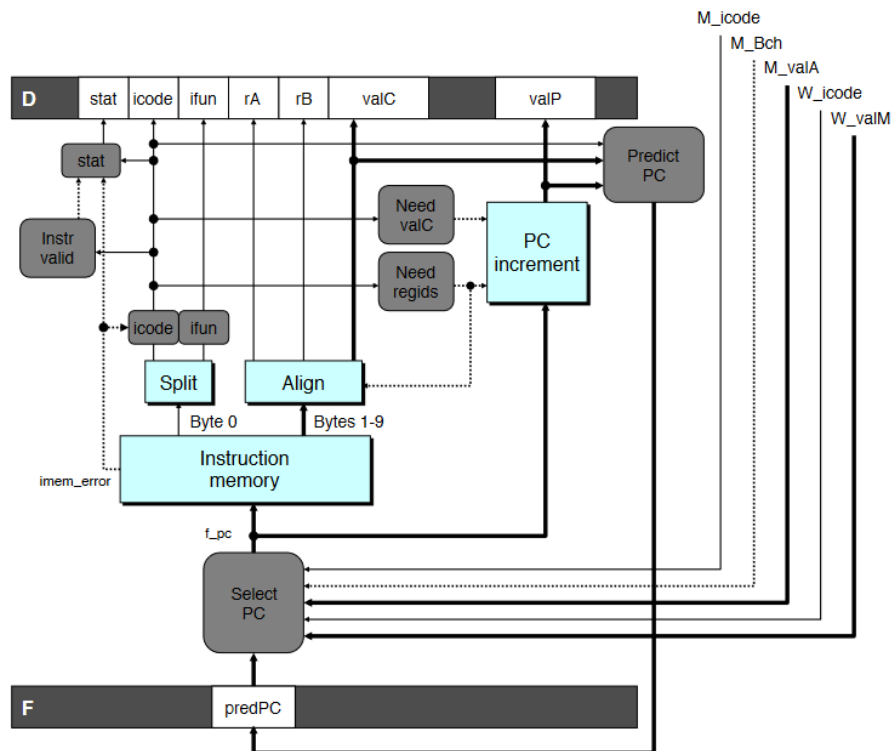 M_icode
M_Bch
M_valA
W_icode
W_valM
D stat icode ifun rA rB valC valP
stat
Predict
PC
Need
valC
Instr
valid
PC
increment
Need
regids
icode ifun
Split Align
Byte 0 Bytes 1-9
Instruction
memory
imem_error
f_pc
Select
PC
F predPC